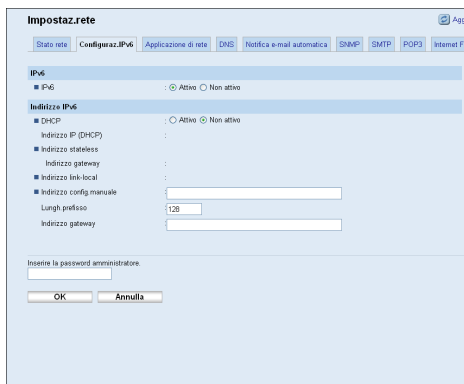 Impostaz.rete
Agg
Stato rete Configuraz.IPv6 Applicazione di rete DNS Notifica e-mail automatica SNMP SMTP POP3 Internet F
IPv6
IPv6 : Attivo Non attivo
Indirizzo IPv6
DHCP : Attivo Non attivo
Indirizzo IP (DHCP) :
Indirizzo stateless
Indirizzo gateway :
Indirizzo link-local :
Indirizzo config.manuale :
Lungh.prefisso : 128
Indirizzo gateway :
Inserire la password amministratore.
OK Annulla